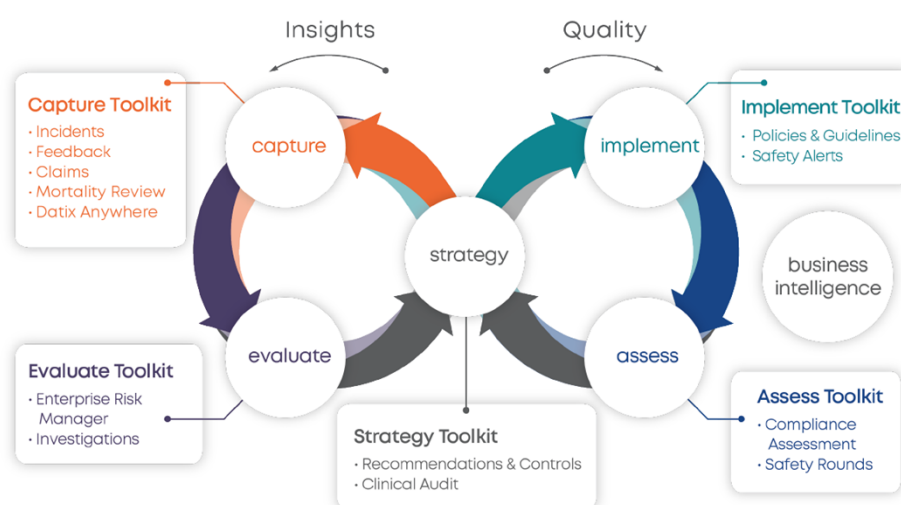 Insights
Quality
Capture Toolkit
· Incidents
· Feedback
· Claims
· Mortality Review
· Datix Anywhere
capture
implement
Implement Toolkit
· Policies & Guidelines
· Safety Alerts
strategy
business
intelligence
evaluate
assess
Evaluate Toolkit
· Enterprise Risk
Manager
· Investigations
Strategy Toolkit
· Recommendations & Controls
· Clinical Audit
Assess Toolkit
· Compliance
Assessment
· Safety Rounds